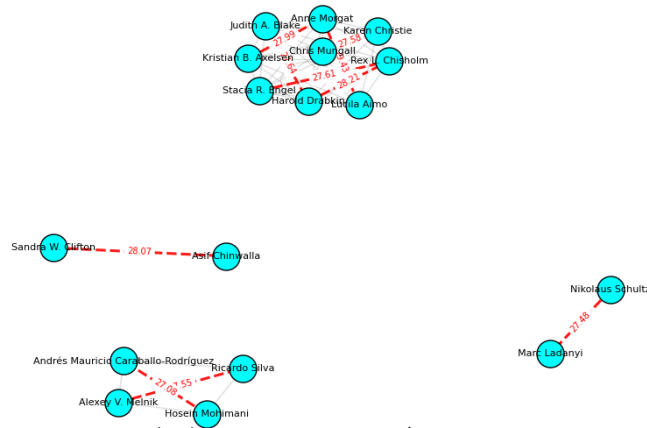 Anne Morgat
Judith A. Blake
Karen Christie
27.99
27.58
Chris Mungall
Kristian B. Axelsen
Rex L. Chisholm
27.61
28.21
Stacia R. Engel
Harold Drabkin
Lucila Aimo
Sandra W. Clifton
28.07
Asif Chinwalla
Nikolaus Schultz
27.48
Marc Ladanyi
Andrés Mauricio Caraballo-Rodríguez
Ricardo Silva
27.08
7.55
Alexey V. Melnik
Hosein Mohimani